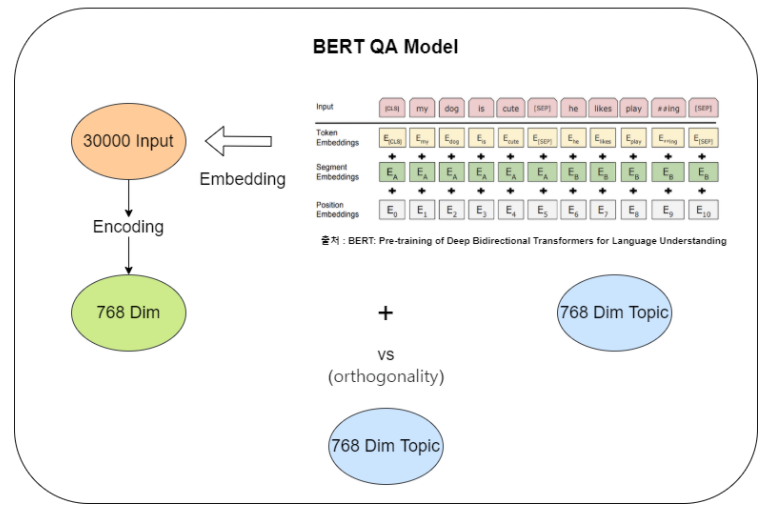 BERT QA Model
Input [CLS] my dog is cute [SEP] he likes play ##ing [SEP]
Token Embeddings E[CLS] Emy Edog Eis Ecute E[SEP] Ehe Elikes Eplay E##ing E[SEP]
+ + + + + + + + + + +
Segment Embeddings EA EA EA EA EA EA EB EB EB EB EB
+ + + + + + + + + + +
Position Embeddings E0 E1 E2 E3 E4 E5 E6 E7 E8 E9 E10
출처 : BERT: Pre-training of Deep Bidirectional Transformers for Language Understanding
30000 Input
Embedding
Encoding
768 Dim
+
768 Dim Topic
vs
(orthogonality)
768 Dim Topic